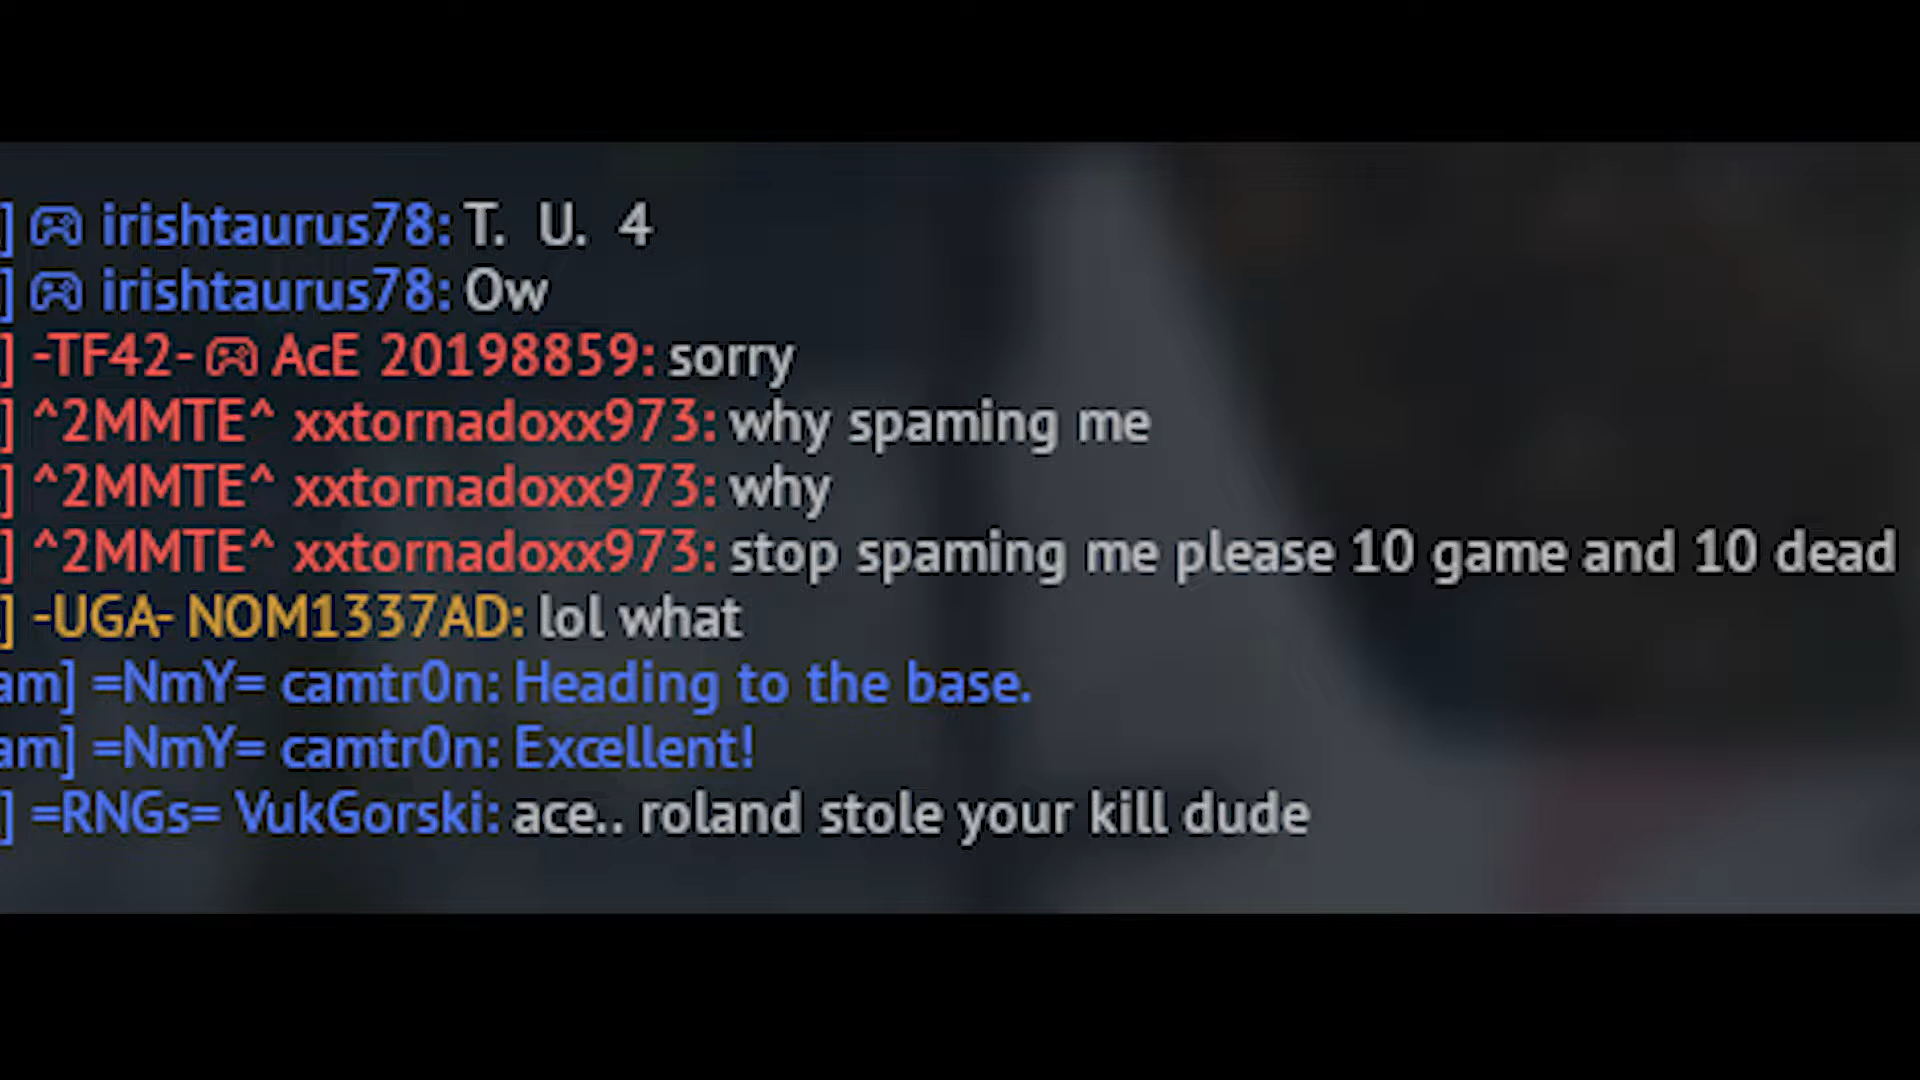 ] irishtaurus78: T. U. 4
] irishtaurus78: Ow
] -TF42- AcE 20198859: sorry
] ^2MMTE^ xxtornadoxx973: why spaming me
] ^2MMTE^ xxtornadoxx973: why
] ^2MMTE^ xxtornadoxx973: stop spaming me please 10 game and 10 dead
] -UGA- NOM1337AD: lol what
am] =NmY= camtr0n: Heading to the base.
am] =NmY= camtr0n: Excellent!
] =RNGs= VukGorski: ace.. roland stole your kill dude